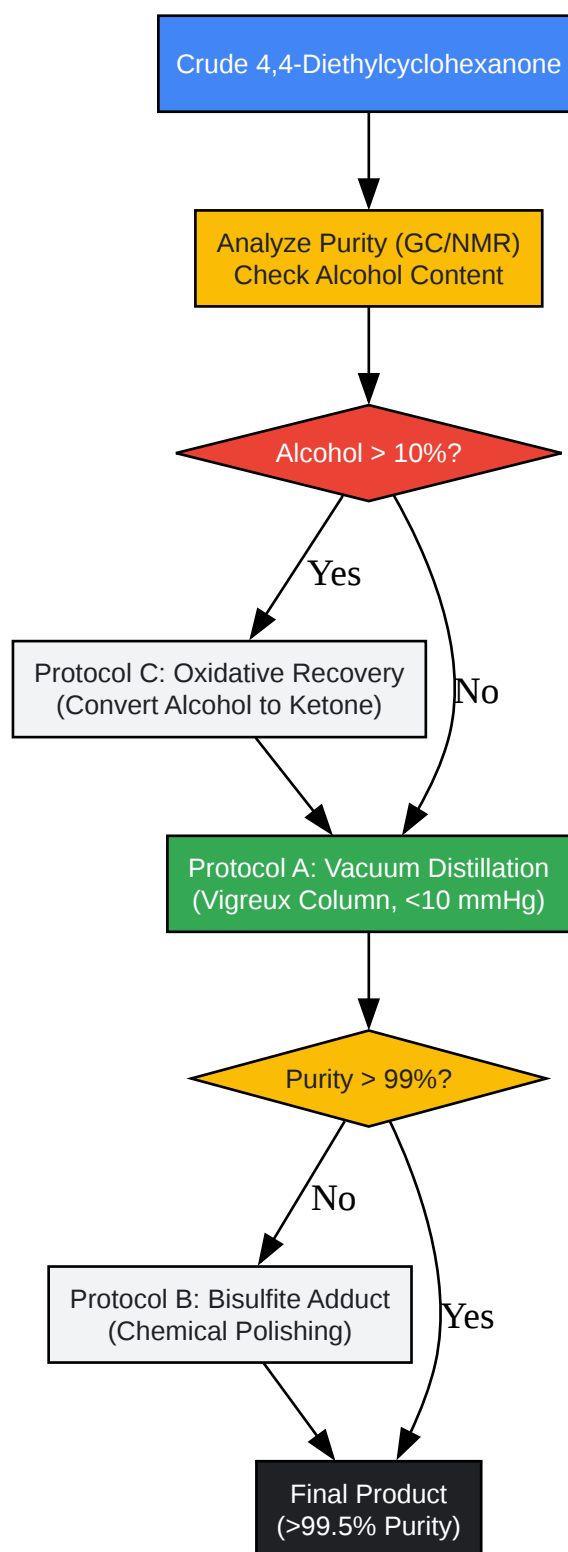 Crude 4,4-Diethylcyclohexanone
Analyze Purity (GC/NMR)
Check Alcohol Content
Alcohol > 10%?
Yes
Protocol C: Oxidative Recovery
(Convert Alcohol to Ketone)
No
Protocol A: Vacuum Distillation
(Vigreux Column, <10 mmHg)
Purity > 99%?
No
Protocol B: Bisulfite Adduct
(Chemical Polishing)
Yes
Final Product
(>99.5% Purity)